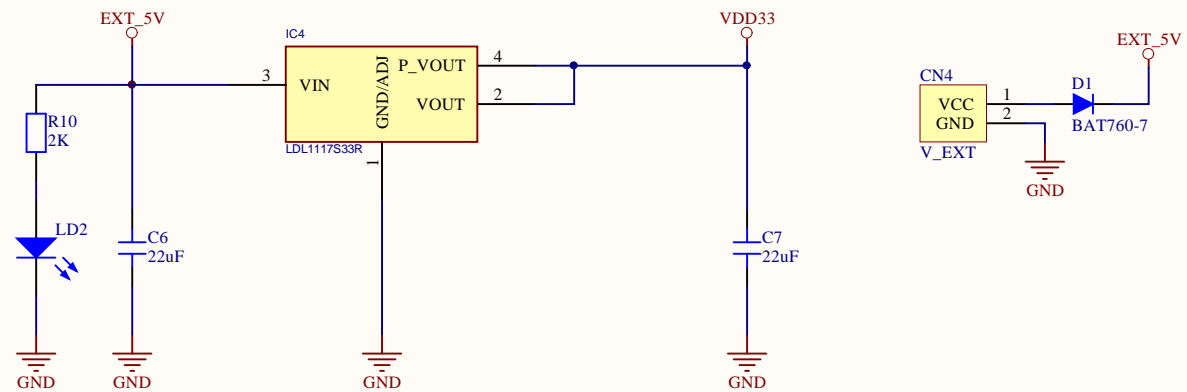 EXT_5V
IC4
VDD33
EXT_5V
3
VIN
GND/ADJ
P_VOUT
4
VOUT
2
CN4
VCC
1
GND
2
V_EXT
D1
BAT760-7
GND
R10
2K
LDL1117S33R
1
LD2
C6
22uF
C7
22uF
GND
GND
GND
GND